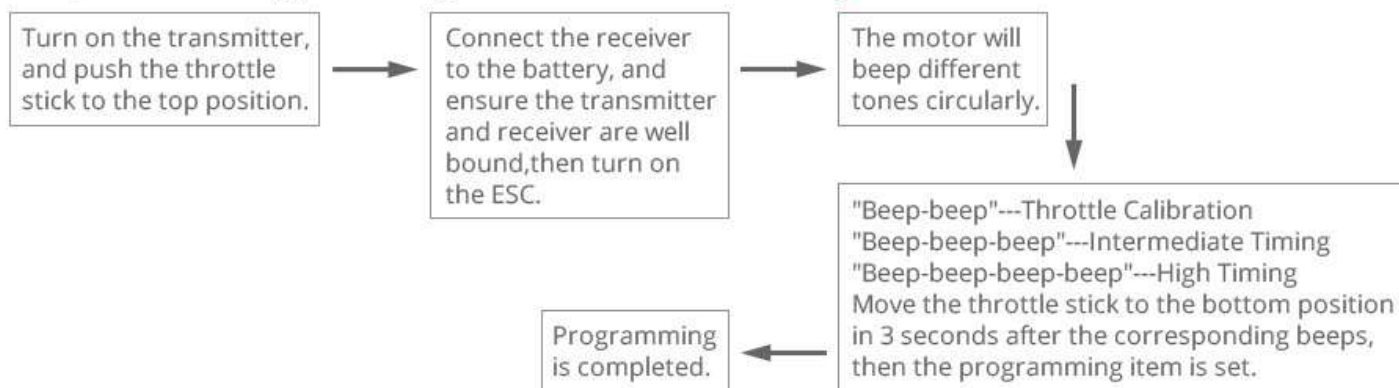 Turn on the transmitter,
and push the throttle
stick to the top position.
Connect the receiver
to the battery, and
ensure the transmitter
and receiver are well
bound,then turn on
the ESC.
The motor will
beep different
tones circularly.
"Beep-beep"---Throttle Calibration
"Beep-beep-beep"---Intermediate Timing
"Beep-beep-beep-beep"---High Timing
Move the throttle stick to the bottom position
in 3 seconds after the corresponding beeps,
then the programming item is set.
Programming
is completed.